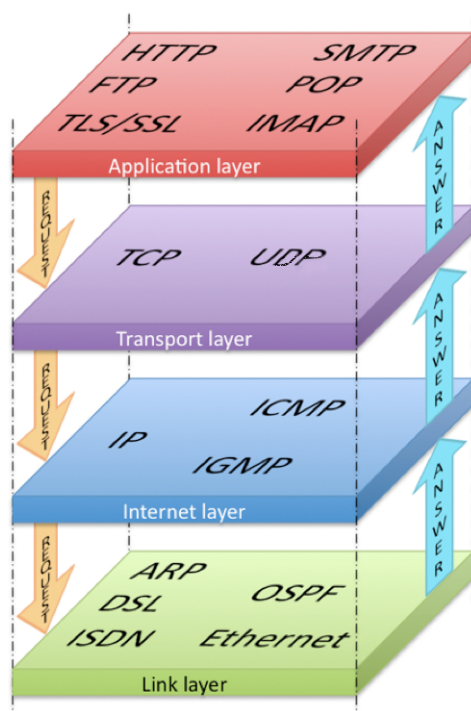 HTTP SMTP
FTP POP
TLS/SSL IMAP
Application layer
REQUEST
ANSWER
TCP UDP
Transport layer
REQUEST
ANSWER
ICMP
IP
IGMP
Internet layer
REQUEST
ANSWER
ARP
OSPF
DSL
ISDN Ethernet
Link layer